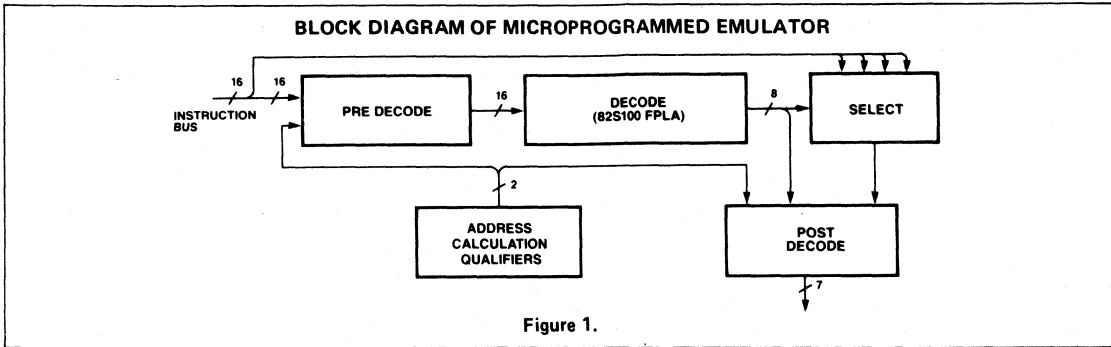 BLOCK DIAGRAM OF MICROPROGRAMMED EMULATOR
16
16
INSTRUCTION
BUS
PRE DECODE
16
DECODE
(82S100 FPLA)
8
SELECT
2
ADDRESS
CALCULATION
QUALIFIERS
POST
DECODE
7
Figure 1.